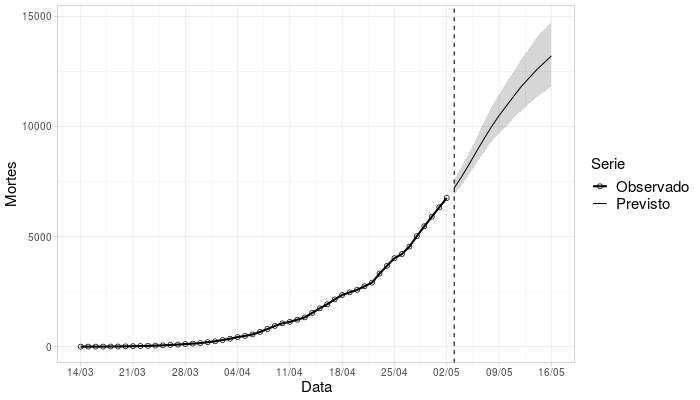 15000
10000
5000
0
Mortes
14/03 21/03 28/03 04/04 11/04 18/04 25/04 02/05 09/05 16/05
Data
Serie
Observado
Previsto